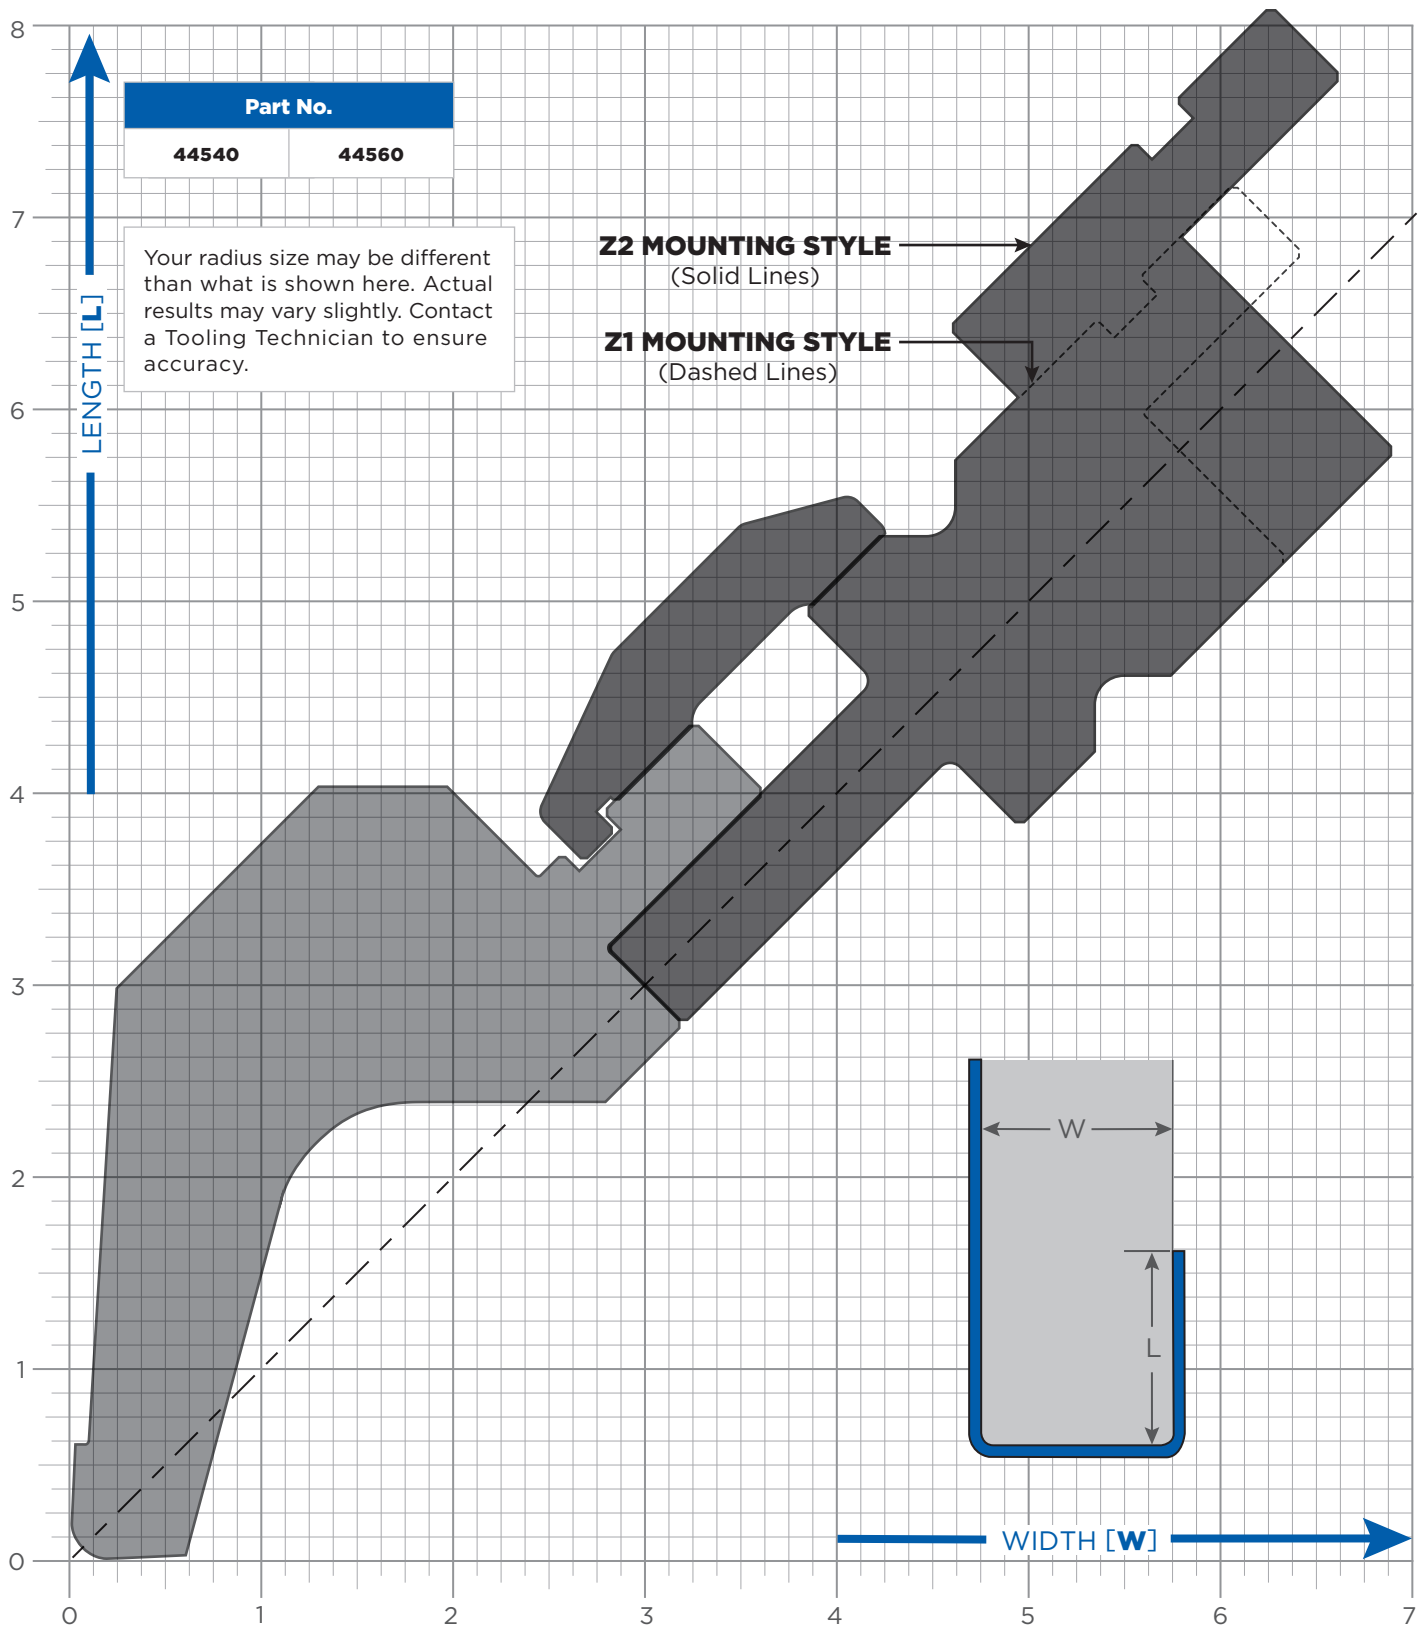 8
7
6
5
4
3
2
1
0
LENGTH [L]
Part No.
44540 44560
Your radius size may be different
than what is shown here. Actual
results may vary slightly. Contact
a Tooling Technician to ensure
accuracy.
Z2 MOUNTING STYLE
(Solid Lines)
Z1 MOUNTING STYLE
(Dashed Lines)
W
L
WIDTH [W]
0 1 2 3 4 5 6 7